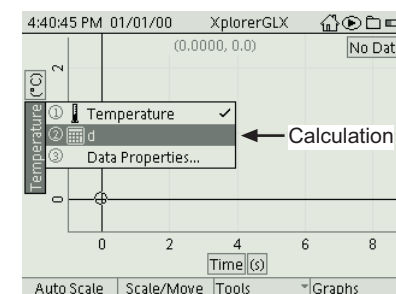 4:40:45 PM 01/01/00 XplorerGLX
(0.0000, 0.0)
No Dat
2
(°C)
Temperature
① Temperature ✓
② d
Calculation
③ Data Properties...
0
0 2 4 6 8
Time (s)
Auto Scale Scale/Move Tools Graphs